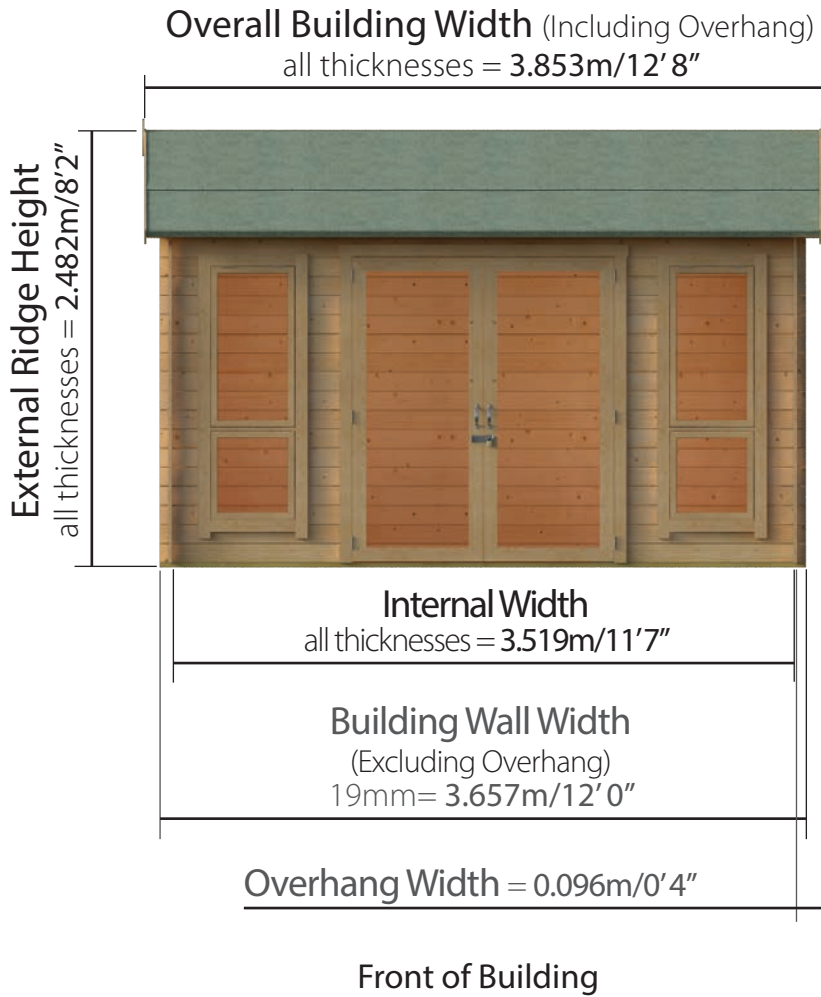 Overall Building Width (Including Overhang)
all thicknesses = 3.853m/12’ 8”
External Ridge Height
all thicknesses = 2.482m/8’2”
Internal Width
all thicknesses = 3.519m/11’7”
Building Wall Width
(Excluding Overhang)
19mm= 3.657m/12’ 0”
Overhang Width = 0.096m/0’ 4”
Front of Building